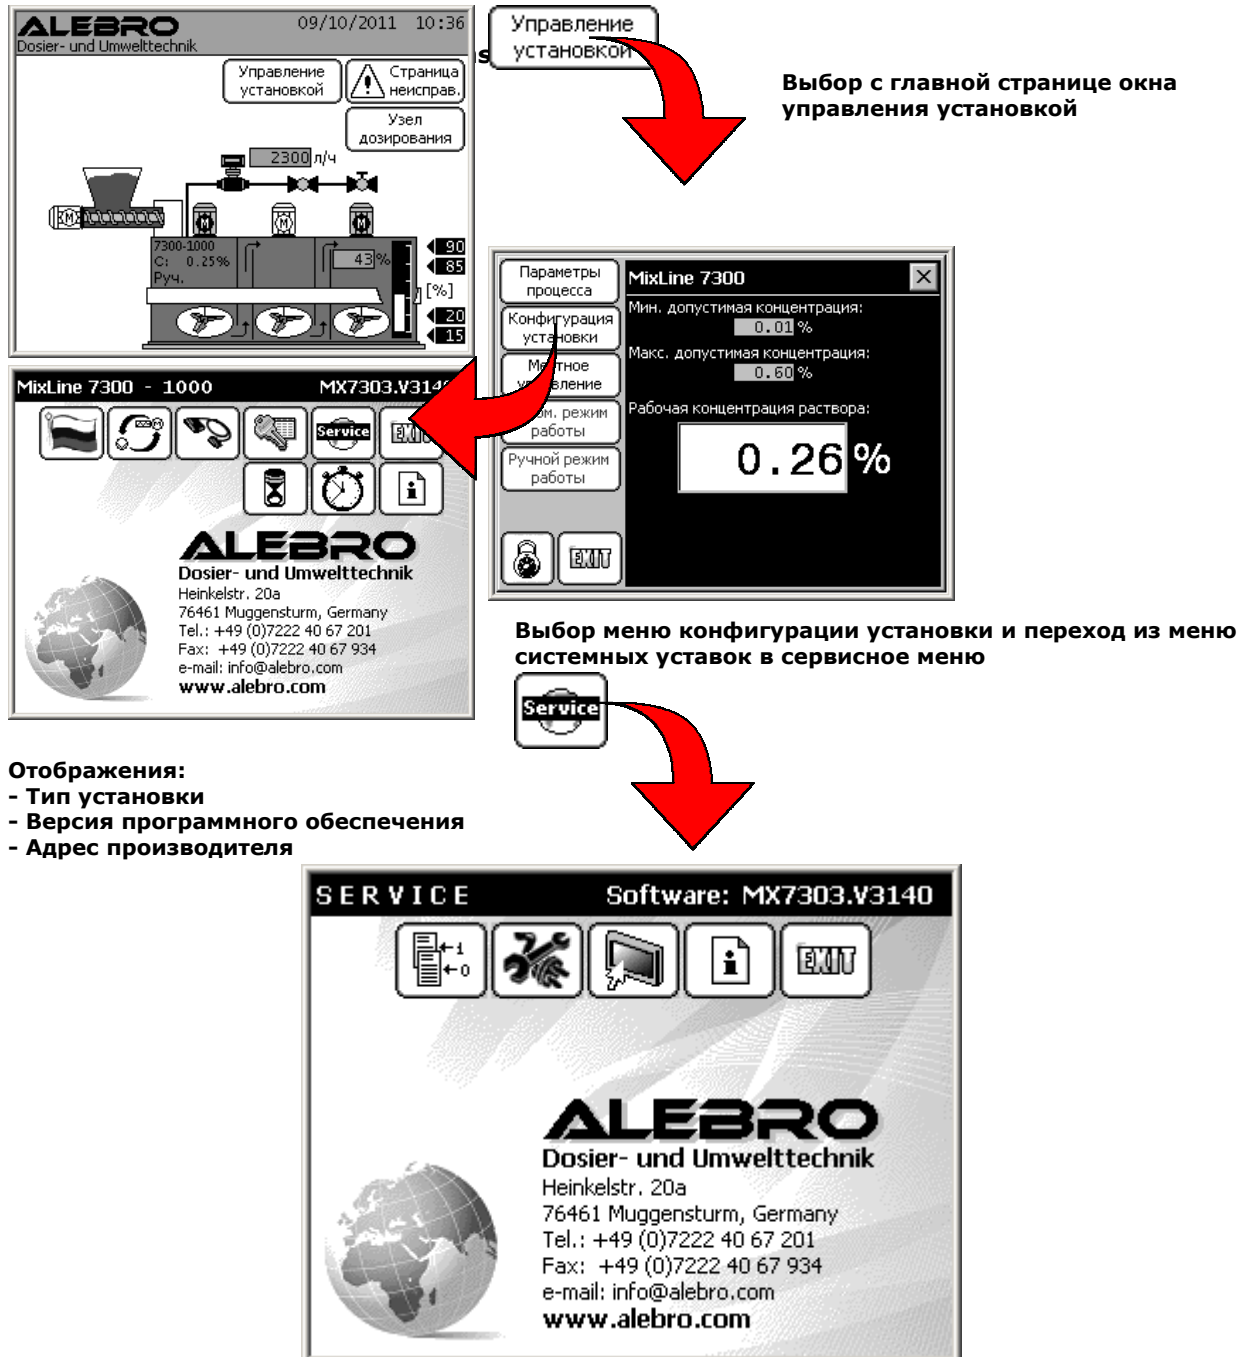 ALEBRO
Dosier- und Umwelttechnik
09/10/2011 10:36
Управление
установкой
Страница
неисправ.
Узел
дозирования
2300 л/ч
M
M
M
M
7300-1000
C: 0.25%
Руч.
43 %
90
85
[%]
20
15
Управление
установкой
Выбор с главной странице окна
управления установкой
Параметры
процесса
Конфигурация
установки
работы
Ручной режим
работы
EXIT
MixLine 7300
Мин. допустимая концентрация:
0.01 %
Макс. допустимая концентрация:
0.60 %
Рабочая концентрация раствора:
0.26 %
MixLine 7300 - 1000
Service
EXIT
i
ALEBRO
Dosier- und Umwelttechnik
Heinkelstr. 20a
76461 Muggensturm, Germany
Tel.: +49 (0)7222 40 67 201
Fax: +49 (0)7222 40 67 934
e-mail: info@alebro.com
www.alebro.com
Выбор меню конфигурации установки и переход из меню
системных уставок в сервисное меню
Service
Отображения:
- Тип установки
- Версия программного обеспечения
- Адрес производителя
SERVICE Software: MX7303.V3140
1
0
i
EXIT
ALEBRO
Dosier- und Umwelttechnik
Heinkelstr. 20a
76461 Muggensturm, Germany
Tel.: +49 (0)7222 40 67 201
Fax: +49 (0)7222 40 67 934
e-mail: info@alebro.com
www.alebro.com